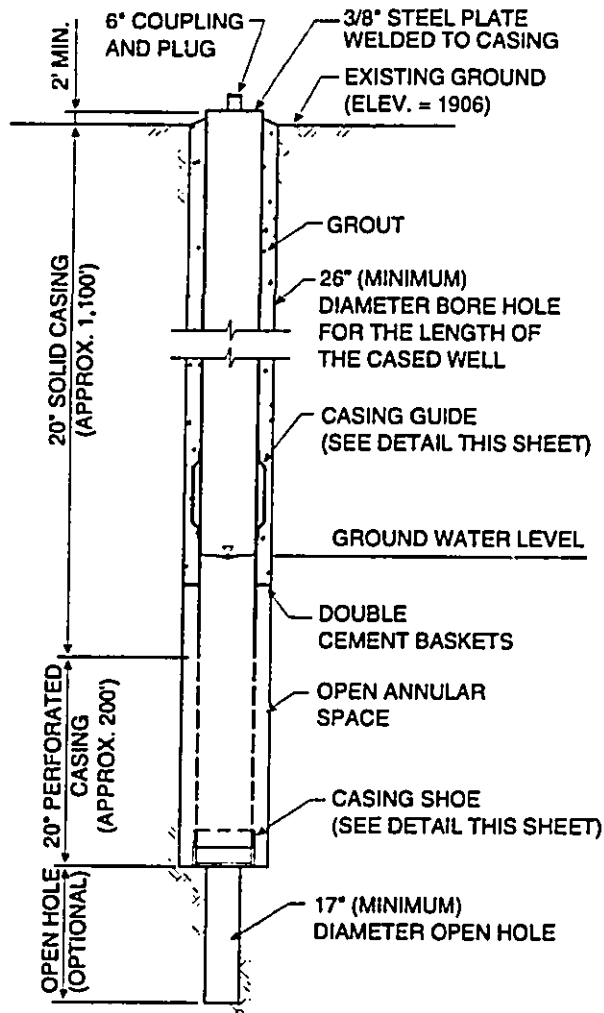 6" COUPLING
AND PLUG
3/8" STEEL PLATE
WELDED TO CASING
2' MIN.
EXISTING GROUND
(ELEV. = 1906)
GROUT
26" (MINIMUM)
DIAMETER BORE HOLE
FOR THE LENGTH OF
THE CASED WELL
20" SOLID CASING
(APPROX. 1,100')
CASING GUIDE
(SEE DETAIL THIS SHEET)
GROUND WATER LEVEL
DOUBLE
CEMENT BASKETS
OPEN ANNULAR
SPACE
20" PERFORATED
CASING
(APPROX. 200')
CASING SHOE
(SEE DETAIL THIS SHEET)
OPEN HOLE
(OPTIONAL)
17" (MINIMUM)
DIAMETER OPEN HOLE